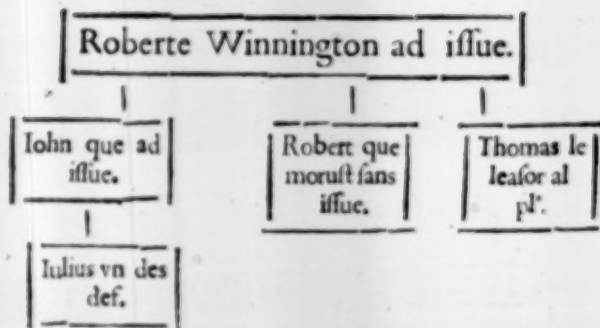 Roberte Winnington ad iſſue.
Iohn que ad
iſſue.
Robert que
moruſt ſans
iſſue.
Thomas le
leaſor al
plʳ.
Iulius vn des
def.